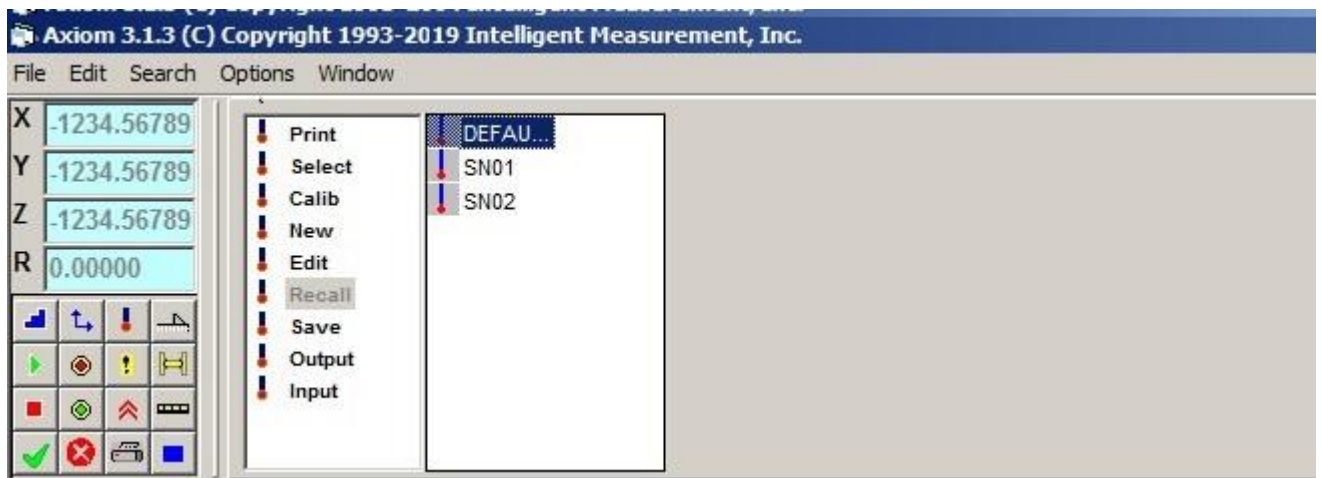 Axiom 3.1.3 (C) Copyright 1993-2019 Intelligent Measurement, Inc.
File Edit Search Options Window
X -1234.56789
Y -1234.56789
Z -1234.56789
R 0.00000
Print
Select
Calib
New
Edit
Recall
Save
Output
Input
DEFAU...
SN01
SN02